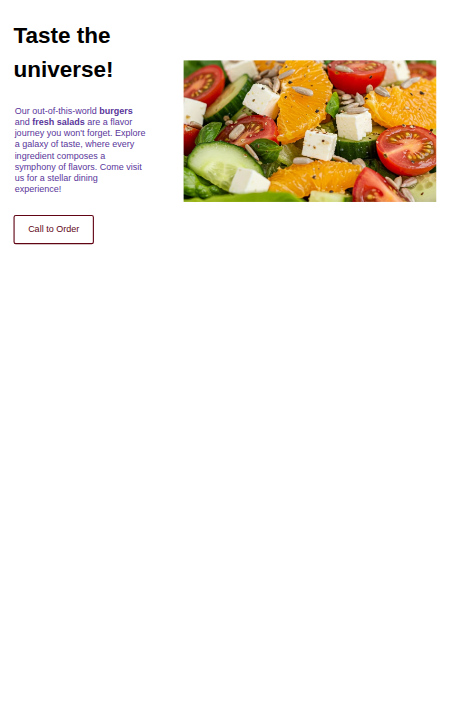 Taste the
universe!
Our out-of-this-world burgers
and fresh salads are a flavor
journey you won't forget. Explore
a galaxy of taste, where every
ingredient composes a
symphony of flavors. Come visit
us for a stellar dining
experience!
Call to Order